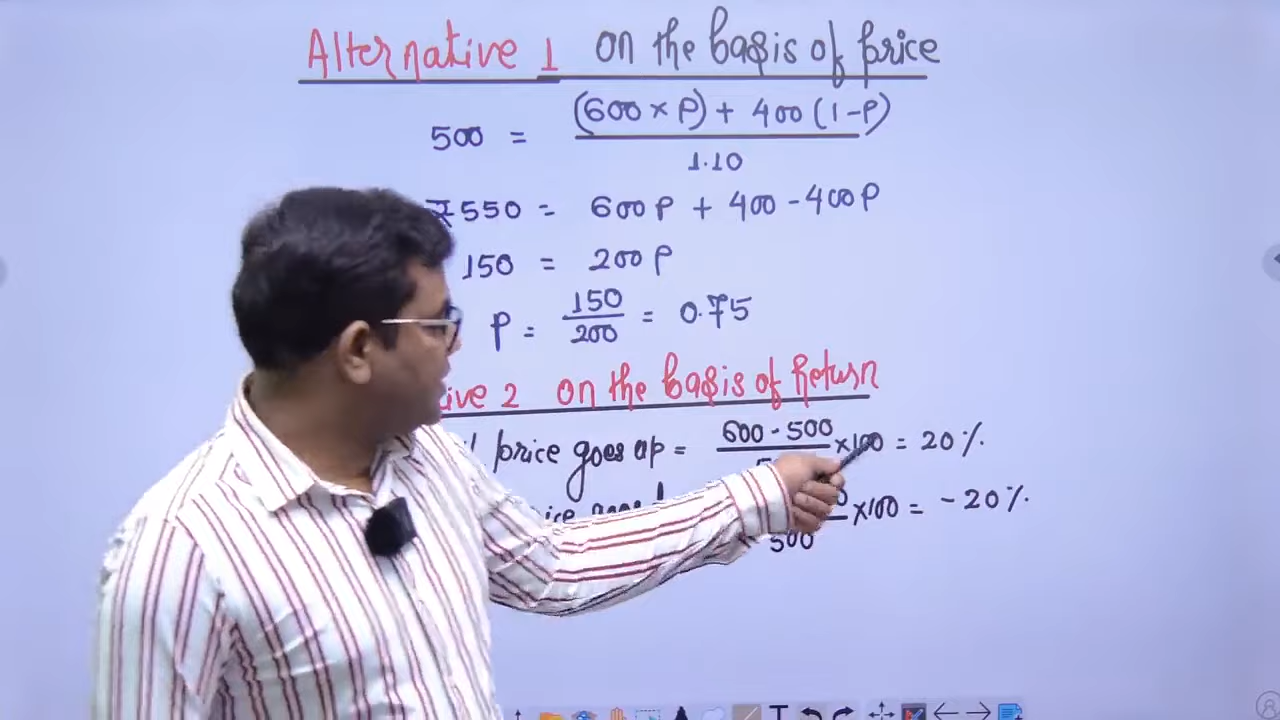 Alternative 1 on the basis of price
500 = (600 × P) + 400 (1-P) / 1.10
₹550 = 600 P + 400 - 400P
150 = 200 P
P = 150 / 200 = 0.75
ive 2 on the basis of Return
price goes up = 600 - 500 / ×100 = 20%
500 ×100 = -20%
T